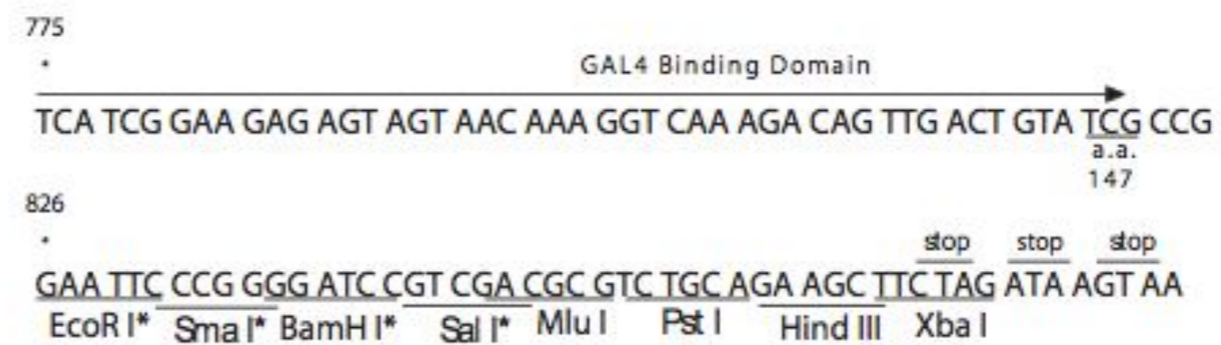 775
GAL4 Binding Domain
TCA TCG GAA GAG AGT AGT AAC AAA GGT CAA AGA CAG TTG ACT GTA TCG CCG
a.a.
147
826
stop stop stop
GAA TTC CCG GGG ATC CGT CGA CGC GTC TGC AGA AGC TTC TAG ATA AGT AA
EcoR I* Sma I* BamH I* Sal I* Mlu I Pst I Hind III Xba I